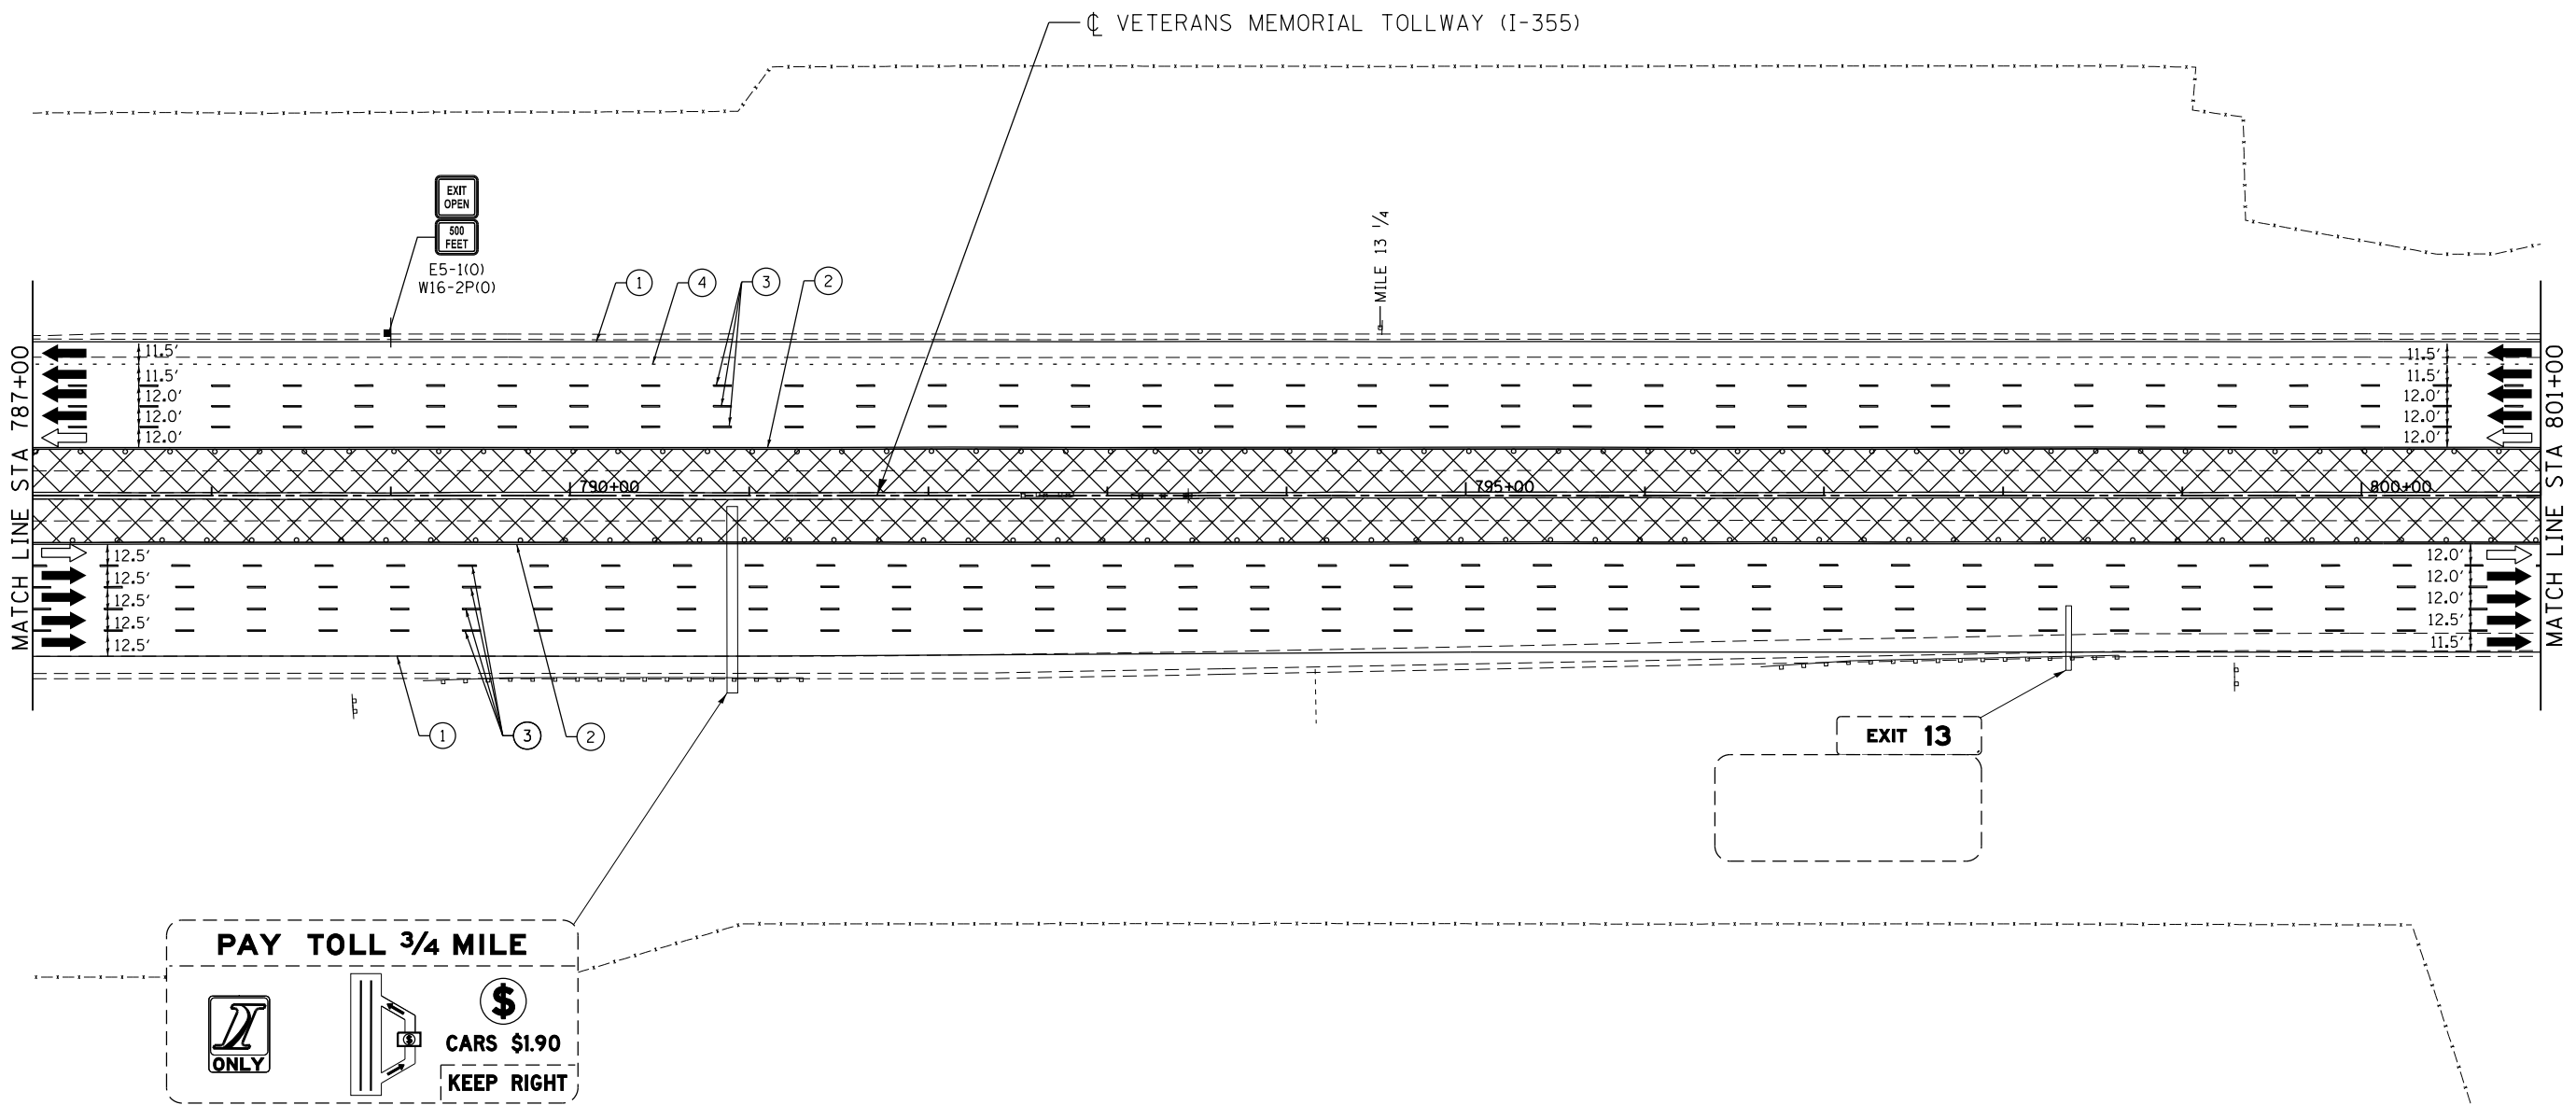 ℄ VETERANS MEMORIAL TOLLWAY (I-355)
EXIT
OPEN
500
FEET
E5-1(O)
W16-2P(O)
1
4
3
2
MILE 13 1/4
MATCH LINE STA 787+00
11.5'
11.5'
12.0'
12.0'
12.0'
11.5'
11.5'
12.0'
12.0'
12.0'
MATCH LINE STA 801+00
790+00
795+00
800+00
12.5'
12.5'
12.5'
12.5'
12.5'
12.0'
12.0'
12.0'
12.5'
11.5'
1
3
2
EXIT 13
PAY TOLL 3/4 MILE
ONLY
$
$
CARS $1.90
KEEP RIGHT